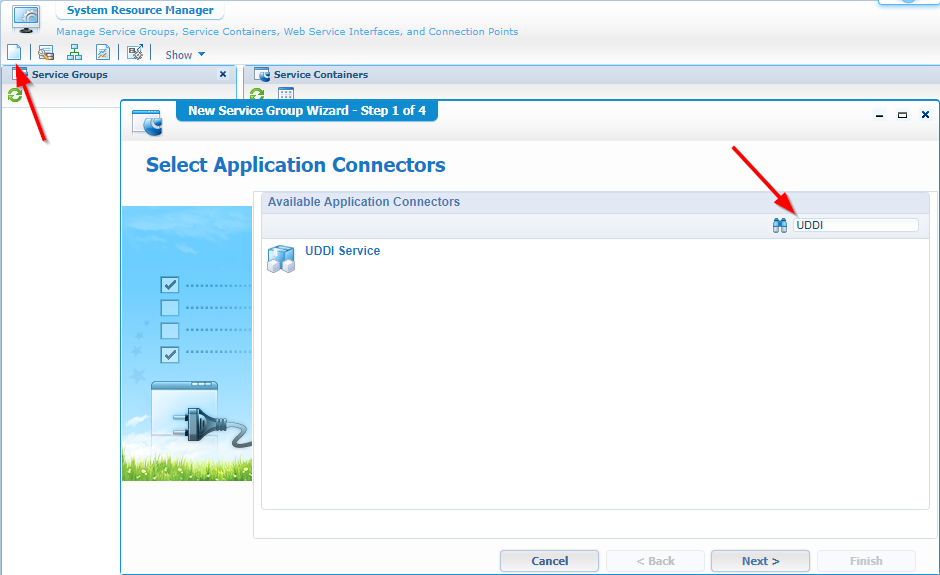 System Resource Manager
Manage Service Groups, Service Containers, Web Service Interfaces, and Connection Points
Show
Service Groups
Service Containers
New Service Group Wizard - Step 1 of 4
Select Application Connectors
Available Application Connectors
UDDI
UDDI Service
Cancel
< Back
Next >
Finish